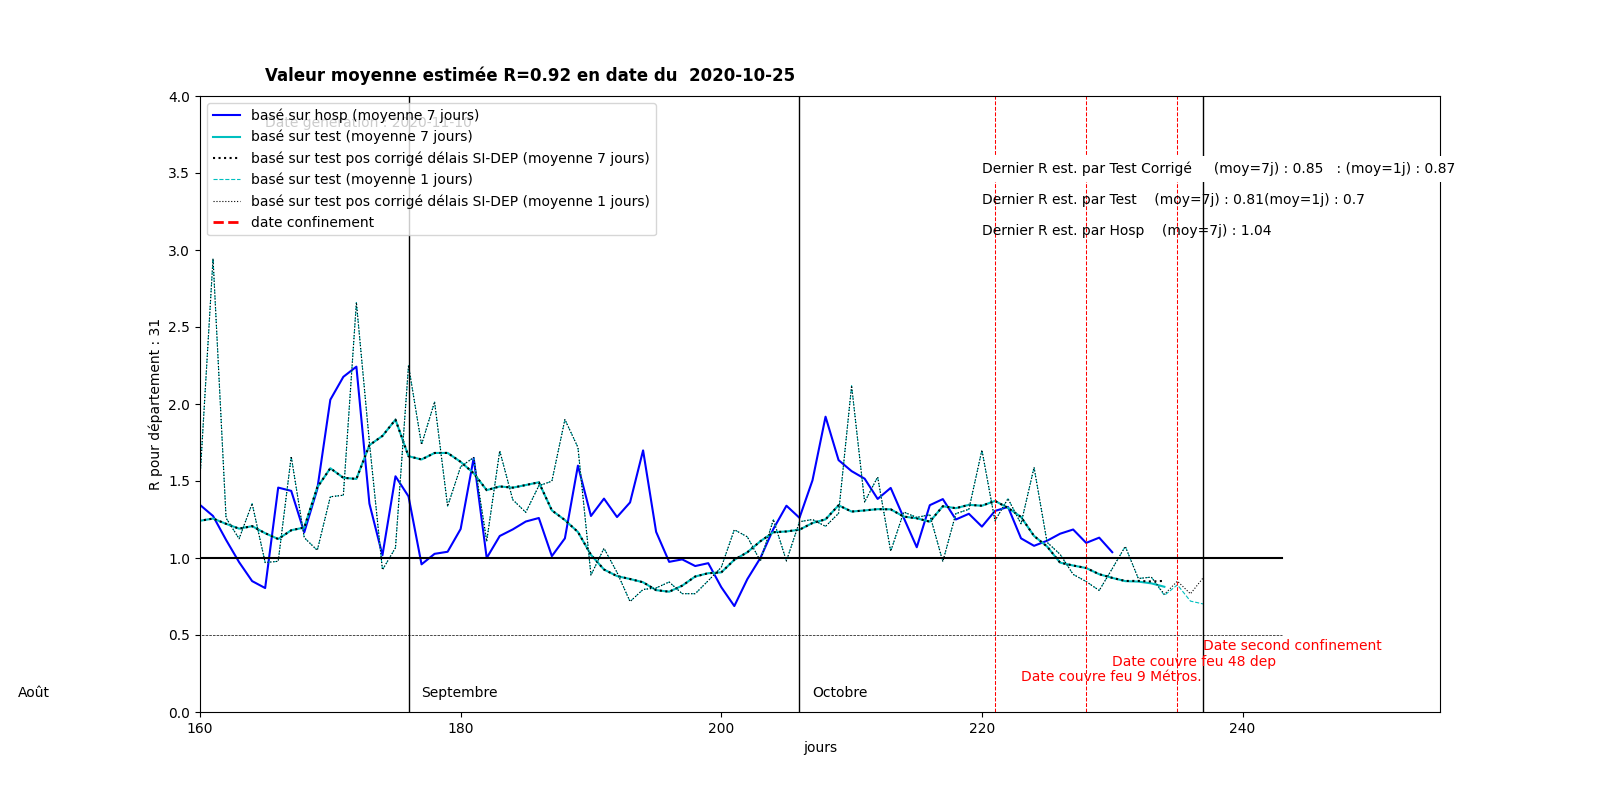 Valeur moyenne estimée R=0.92 en date du  2020-10-25
Date génération : 2020-11-10
basé sur hosp (moyenne 7 jours)
basé sur test (moyenne 7 jours)
basé sur test pos corrigé délais SI-DEP (moyenne 7 jours)
basé sur test (moyenne 1 jours)
basé sur test pos corrigé délais SI-DEP (moyenne 1 jours)
date confinement
Dernier R est. par Test Corrigé     (moy=7j) : 0.85   : (moy=1j) : 0.87
Dernier R est. par Test    (moy=7j) : 0.81(moy=1j) : 0.7
Dernier R est. par Hosp    (moy=7j) : 1.04
R pour département : 31
4.0
3.5
3.0
2.5
2.0
1.5
1.0
0.5
0.0
Date second confinement
Date couvre feu 48 dep
Date couvre feu 9 Métros.
Août
Septembre
Octobre
160
180
200
220
240
jours